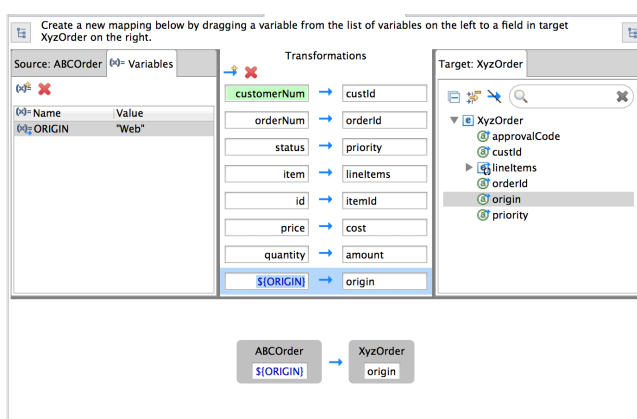 Create a new mapping below by dragging a variable from the list of variables on the left to a field in target
XyzOrder on the right.
Source: ABCOrder
(x)= Variables
(x)= Name Value
(x)= ORIGIN "Web"
Transformations
customerNum custId
orderNum orderId
status priority
item lineItems
id itemId
price cost
quantity amount
${ORIGIN} origin
Target: XyzOrder
e XyzOrder
a approvalCode
a custId
e lineItems
a orderId
a origin
a priority
ABCOrder
${ORIGIN}
XyzOrder
origin